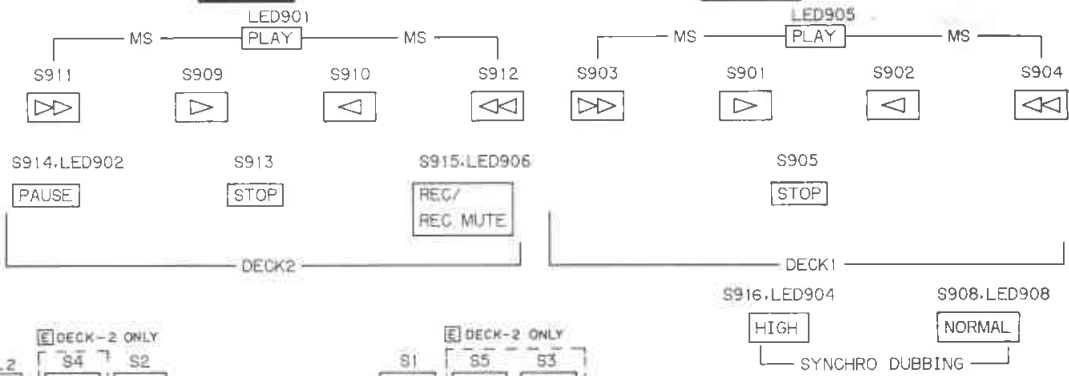 LED901 LED905
MS PLAY MS MS PLAY MS
S911 S909 S910 S912 S903 S901 S902 S904
S914,LED902 S913 S915,LED906 S905
PAUSE STOP REC/ STOP
REC MUTE
DECK2 DECK1
S916,LED904 S908,LED908
HIGH NORMAL
SYNCHRO DUBBING
E DECK-2 ONLY E DECK-2 ONLY
S4 S2 S1 S5 S3